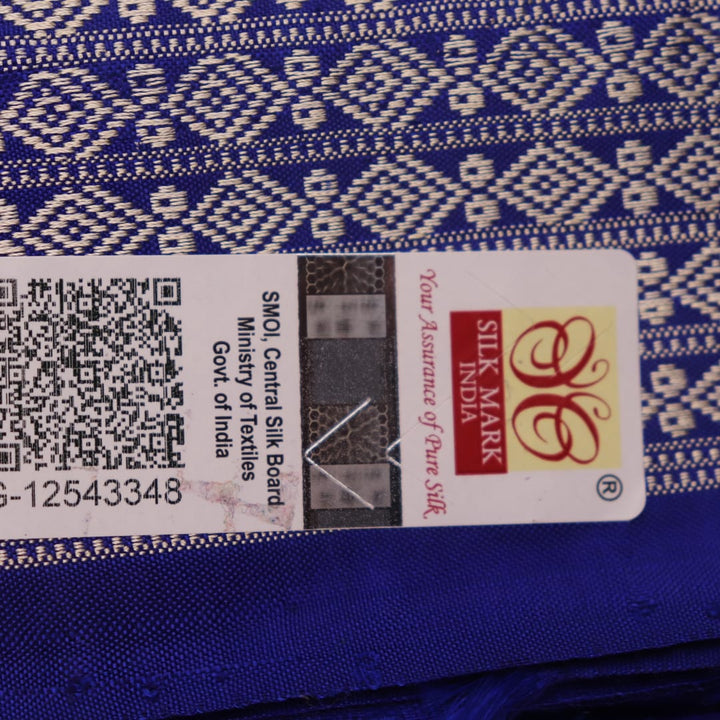 SILK MARK
INDIA
®
Your Assurance of Pure Silk
SMOI, Central Silk Board
Ministry of Textiles
Govt. of India
-12543348